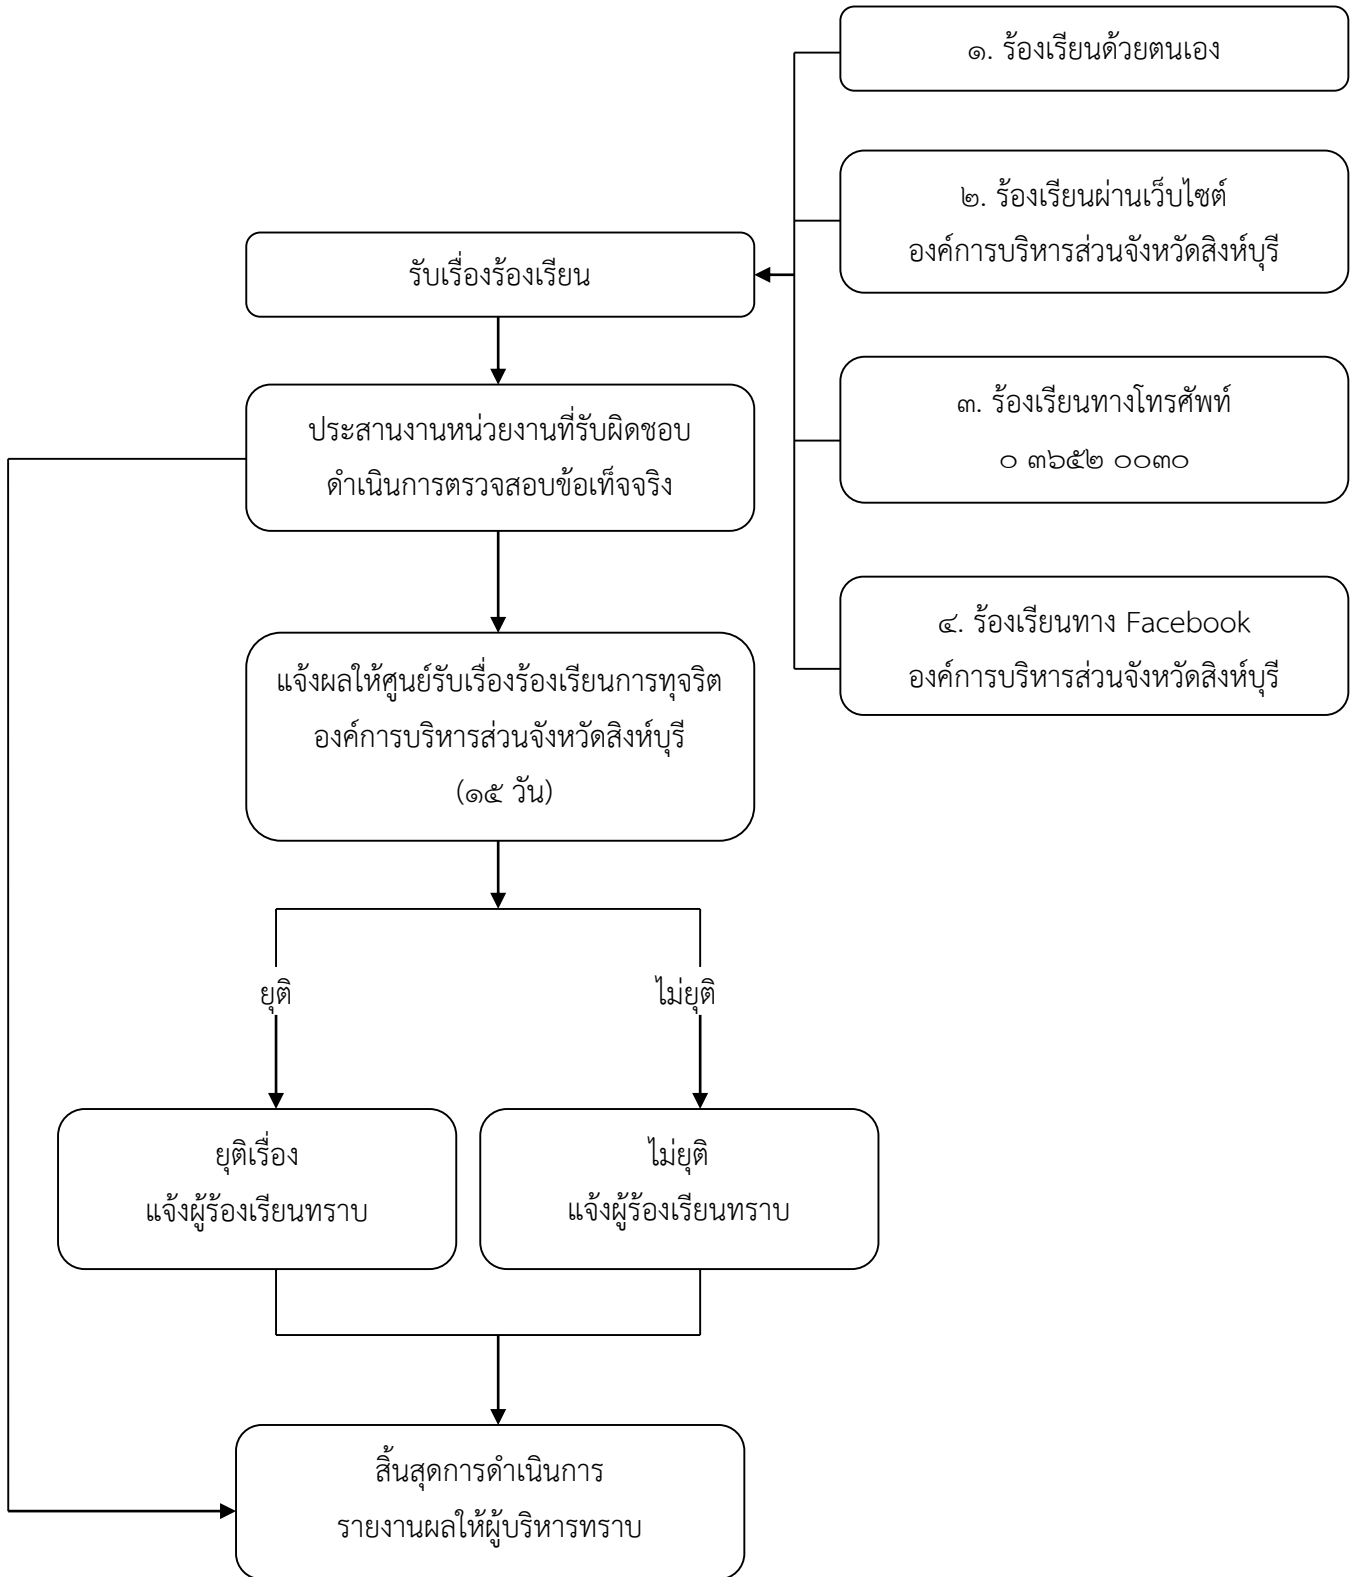 ๑. ร้องเรียนด้วยตนเอง
๒. ร้องเรียนผ่านเว็บไซต์
องค์การบริหารส่วนจังหวัดสิงห์บุรี
๓. ร้องเรียนทางโทรศัพท์
๐ ๓๖๕๒ ๐๐๓๐
๔. ร้องเรียนทาง Facebook
องค์การบริหารส่วนจังหวัดสิงห์บุรี
รับเรื่องร้องเรียน
ประสานงานหน่วยงานที่รับผิดชอบ
ดำเนินการตรวจสอบข้อเท็จจริง
แจ้งผลให้ศูนย์รับเรื่องร้องเรียนการทุจริต
องค์การบริหารส่วนจังหวัดสิงห์บุรี
(๑๕ วัน)
ยุติ
ไม่ยุติ
ยุติเรื่อง
แจ้งผู้ร้องเรียนทราบ
ไม่ยุติ
แจ้งผู้ร้องเรียนทราบ
สิ้นสุดการดำเนินการ
รายงานผลให้ผู้บริหารทราบ